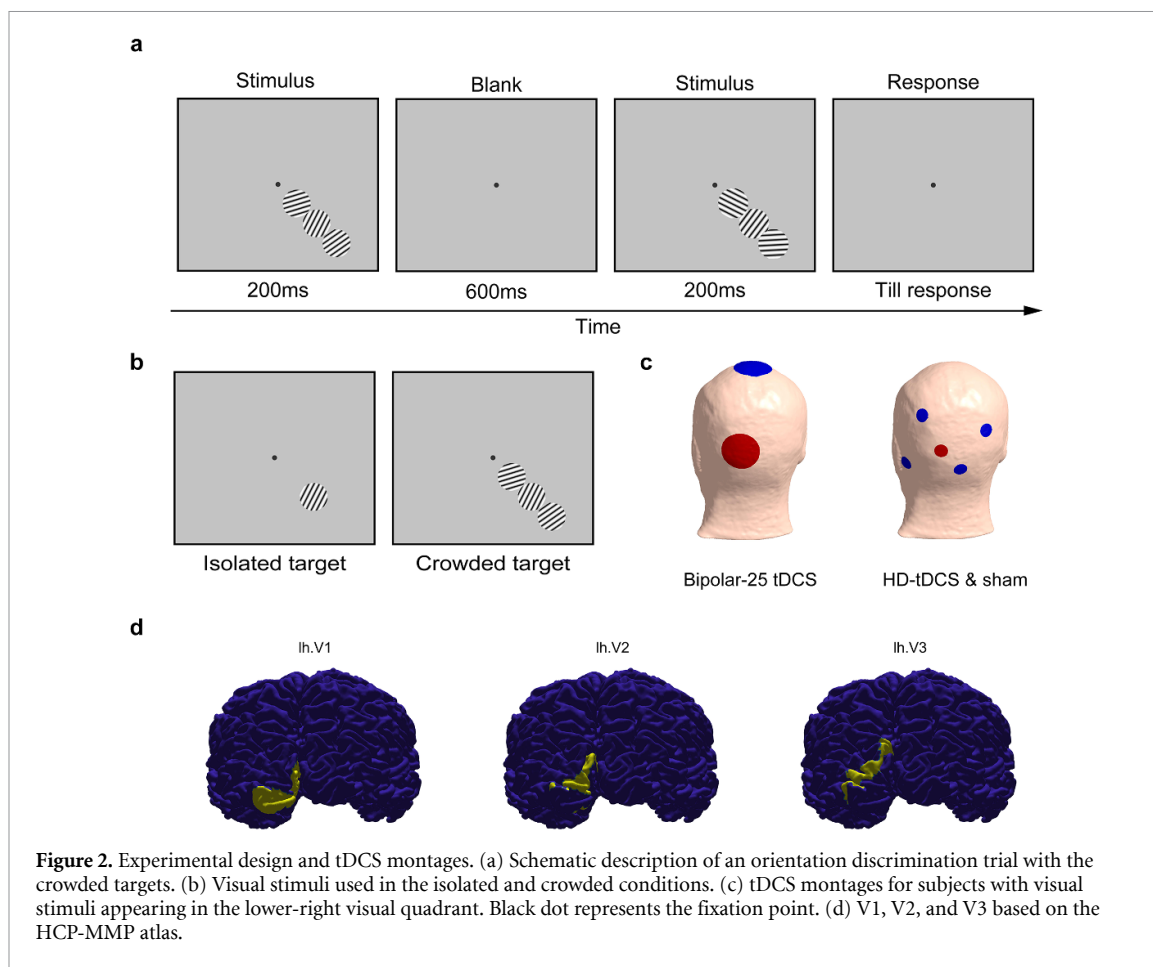 a
Stimulus
Blank
Stimulus
Response
200ms
600ms
200ms
Till response
Time
b
Isolated target
Crowded target
c
Bipolar-25 tDCS
HD-tDCS & sham
d
lh.V1
lh.V2
lh.V3
Figure 2. Experimental design and tDCS montages. (a) Schematic description of an orientation discrimination trial with the
crowded targets. (b) Visual stimuli used in the isolated and crowded conditions. (c) tDCS montages for subjects with visual
stimuli appearing in the lower-right visual quadrant. Black dot represents the fixation point. (d) V1, V2, and V3 based on the
HCP-MMP atlas.